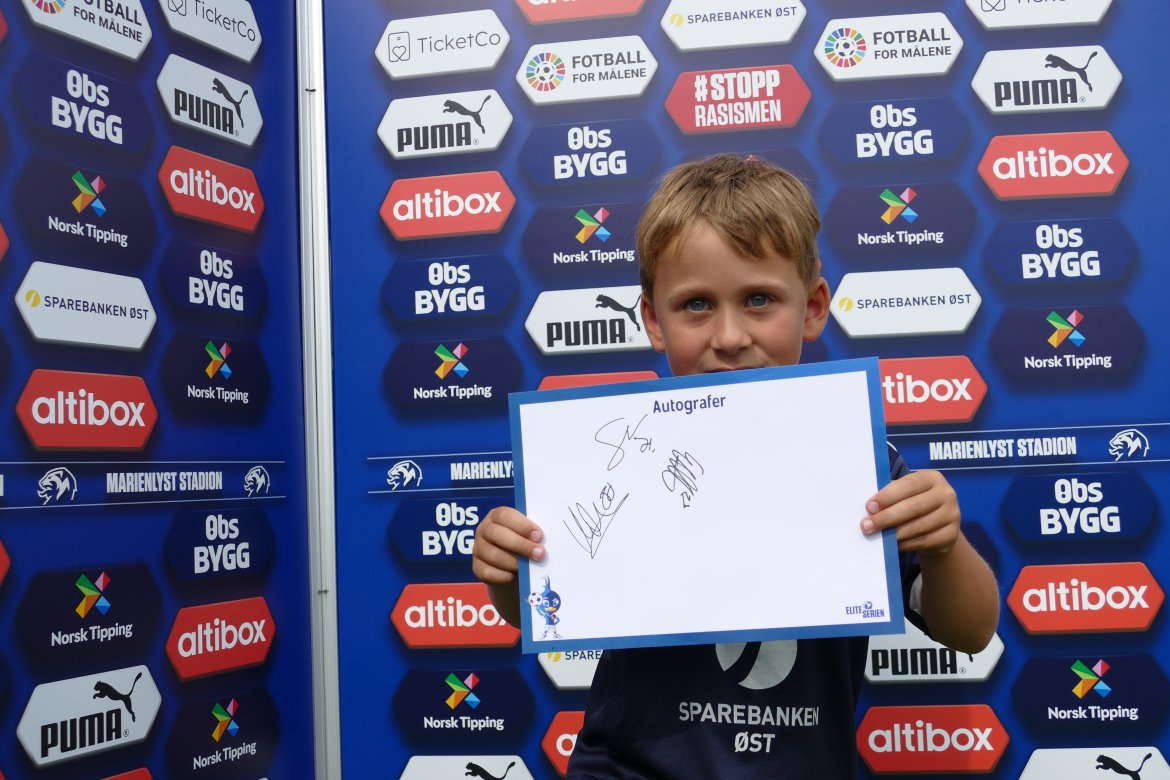 FOTBALL
FOR MÅLENE
TicketCo
Obs
BYGG
PUMA
altibox
Norsk Tipping
Obs
BYGG
SPAREBANKEN ØST
Norsk Tipping
altibox
MARIENLYST STADION
Obs
BYGG
Norsk Tipping
altibox
PUMA
Norsk Tipping
TicketCo
SPAREBANKEN ØST
FOTBALL
FOR MÅLENE
FOTBALL
FOR MÅLENE
#STOPP
RASISMEN
PUMA
PUMA
Obs
BYGG
Obs
BYGG
altibox
altibox
Norsk Tipping
Norsk Tipping
Obs
BYGG
Obs
BYGG
PUMA
SPAREBANKEN ØST
Norsk Tipping
Norsk Tipping
altibox
MARIENLYST
MARIENLYST STADION
Obs
BYGG
Obs
BYGG
altibox
altibox
PUMA
Norsk Tipping
Norsk Tipping
altibox
Autografer
ELITE
SERIEN
SPAREBANKEN
ØST